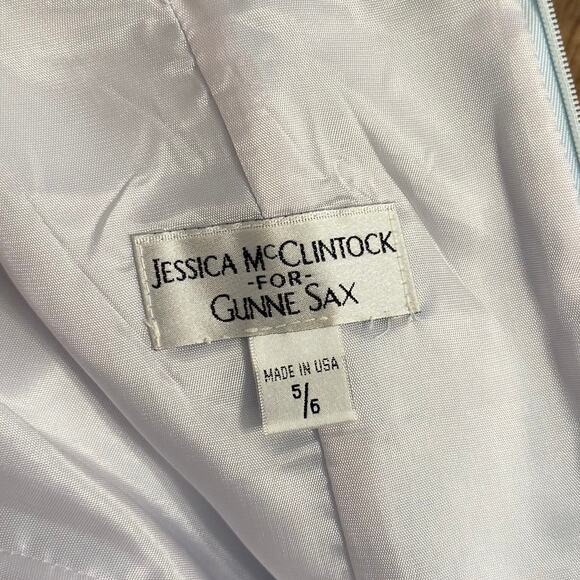 JESSICA McCLINTOCK
-FOR-
GUNNE SAX
MADE IN USA
5/6